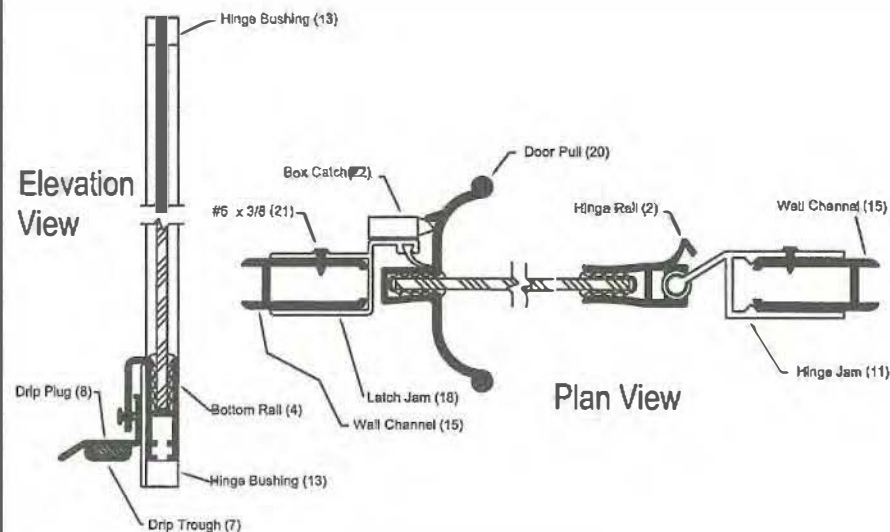 Hinge Bushing (13)
Elevation
View
Door Pull (20)
Box Catch
#6 x 3/8 (21)
Hinge Rail (2)
Wall Channel (15)
Drip Plug (8)
Bottom Rail (4)
Latch Jam (18)
Wall Channel (15)
Plan View
Hinge Jam (11)
Hinge Bushing (13)
Drip Trough (7)